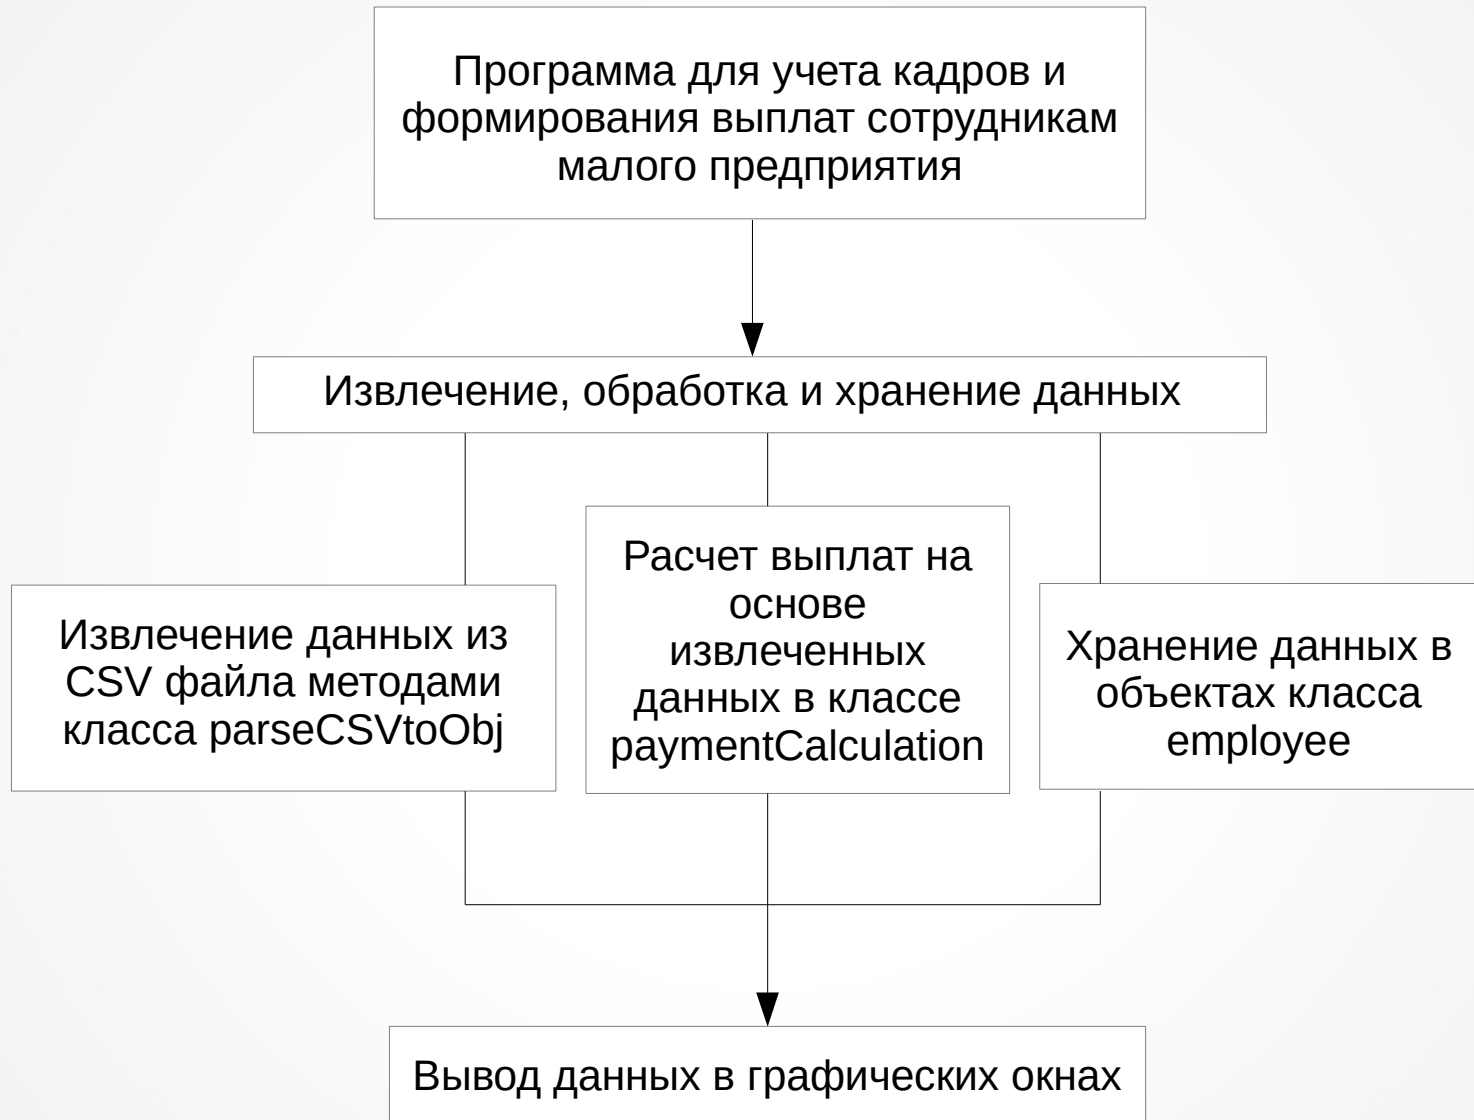 Программа для учета кадров и
формирования выплат сотрудникам
малого предприятия
Извлечение, обработка и хранение данных
Извлечение данных из
CSV файла методами
класса parseCSVtoObj
Расчет выплат на
основе
извлеченных
данных в классе
paymentCalculation
Хранение данных в
объектах класса
employee
Вывод данных в графических окнах